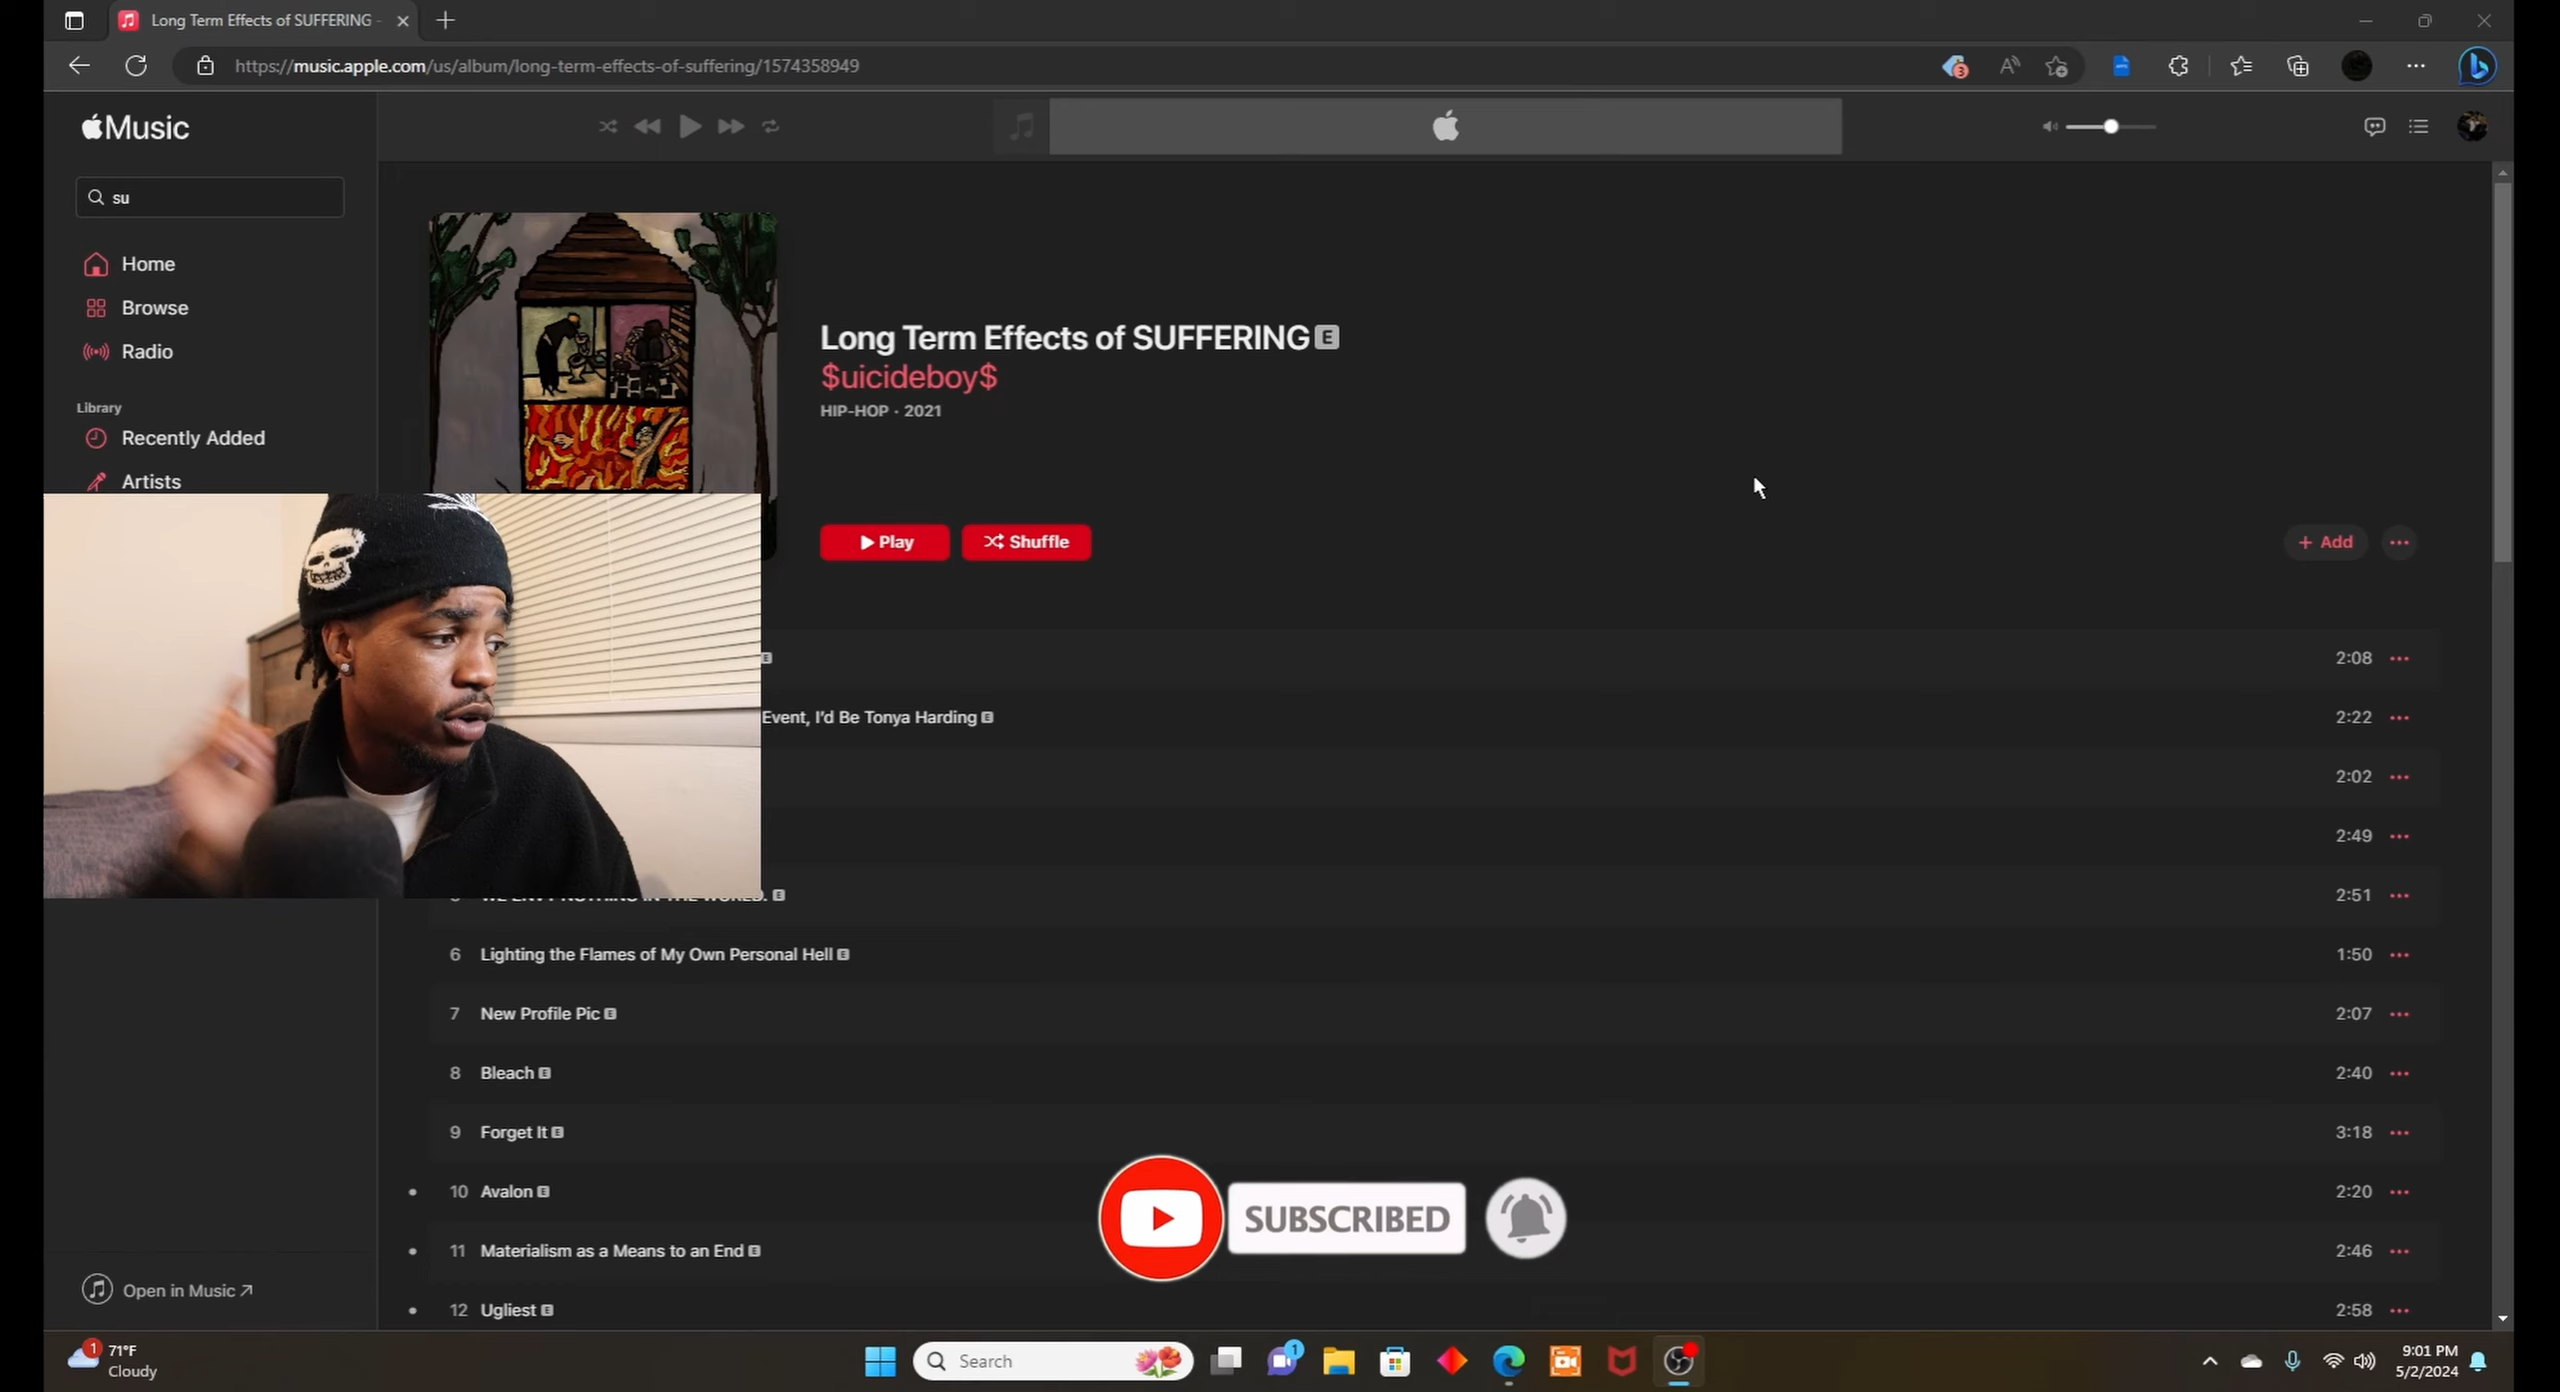 Long Term Effects of SUFFERING -
https://music.apple.com/us/album/long-term-effects-of-suffering/1574358949
3
Music
su
Home
Browse
Radio
Library
Recently Added
Artists
Long Term Effects of SUFFERING E
$uicideboy$
HIP-HOP · 2021
Play
Shuffle
+ Add
E 2:08
Event, I'd Be Tonya Harding E 2:22
2:02
2:49
E 2:51
6 Lighting the Flames of My Own Personal Hell E 1:50
7 New Profile Pic E 2:07
8 Bleach E 2:40
9 Forget It E 3:18
10 Avalon E 2:20
11 Materialism as a Means to an End E 2:46
12 Ugliest E 2:58
SUBSCRIBED
Open in Music
1
71°F
Cloudy
Search
1
9:01 PM
5/2/2024